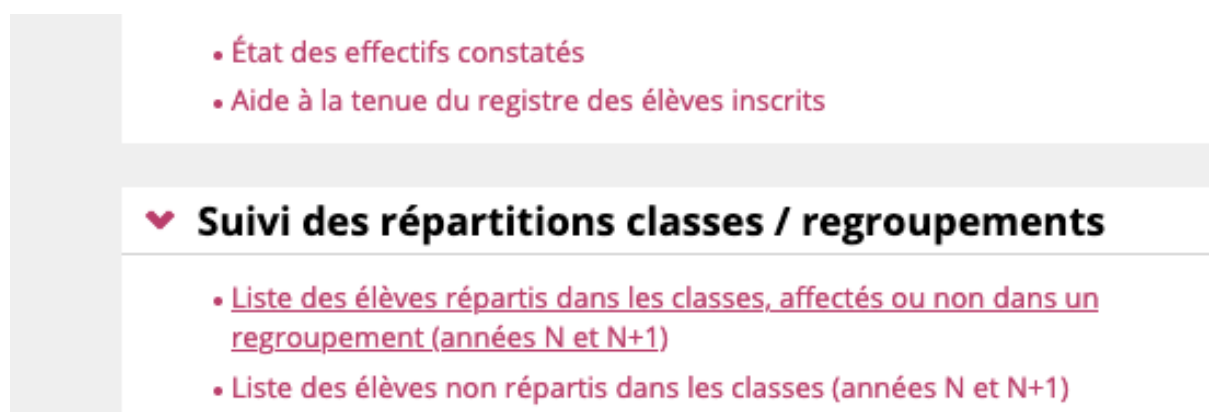 • État des effectifs constatés
• Aide à la tenue du registre des élèves inscrits
Suivi des répartitions classes / regroupements
• Liste des élèves répartis dans les classes, affectés ou non dans un
regroupement (années N et N+1)
• Liste des élèves non répartis dans les classes (années N et N+1)